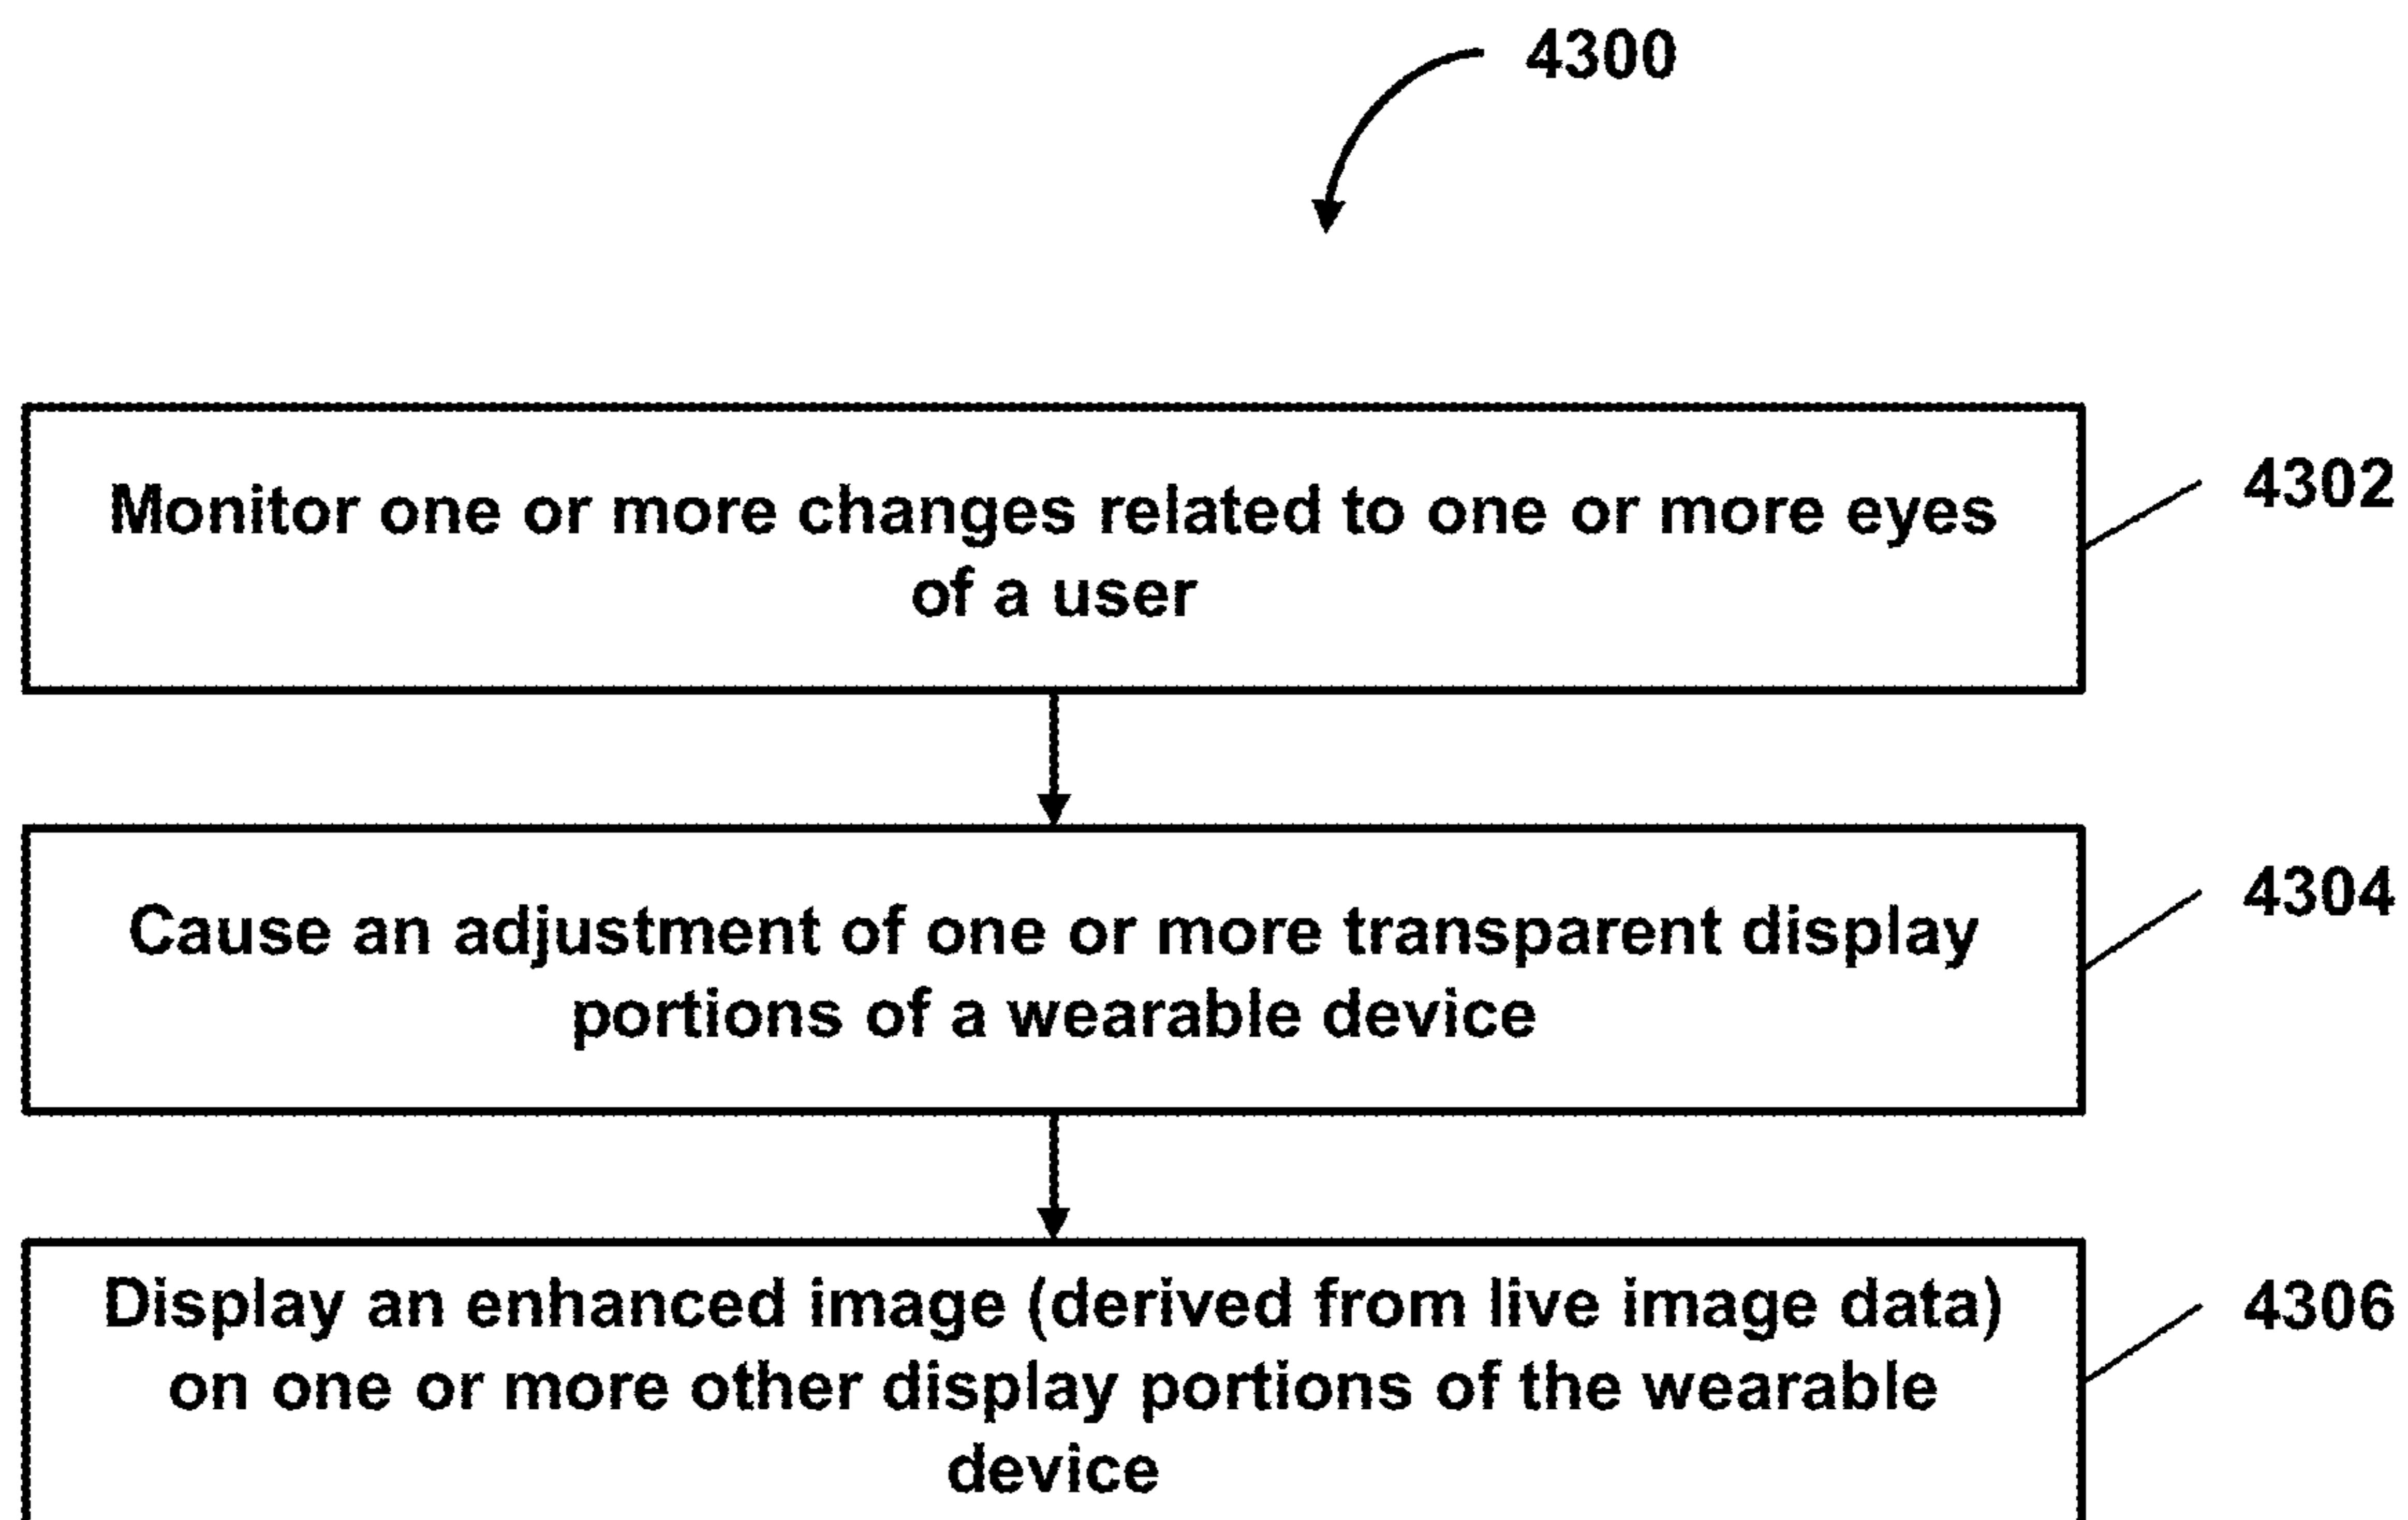 4300
Monitor one or more changes related to one or more eyes
of a user
4302
Cause an adjustment of one or more transparent display
portions of a wearable device
4304
Display an enhanced image (derived from live image data)
on one or more other display portions of the wearable
device
4306